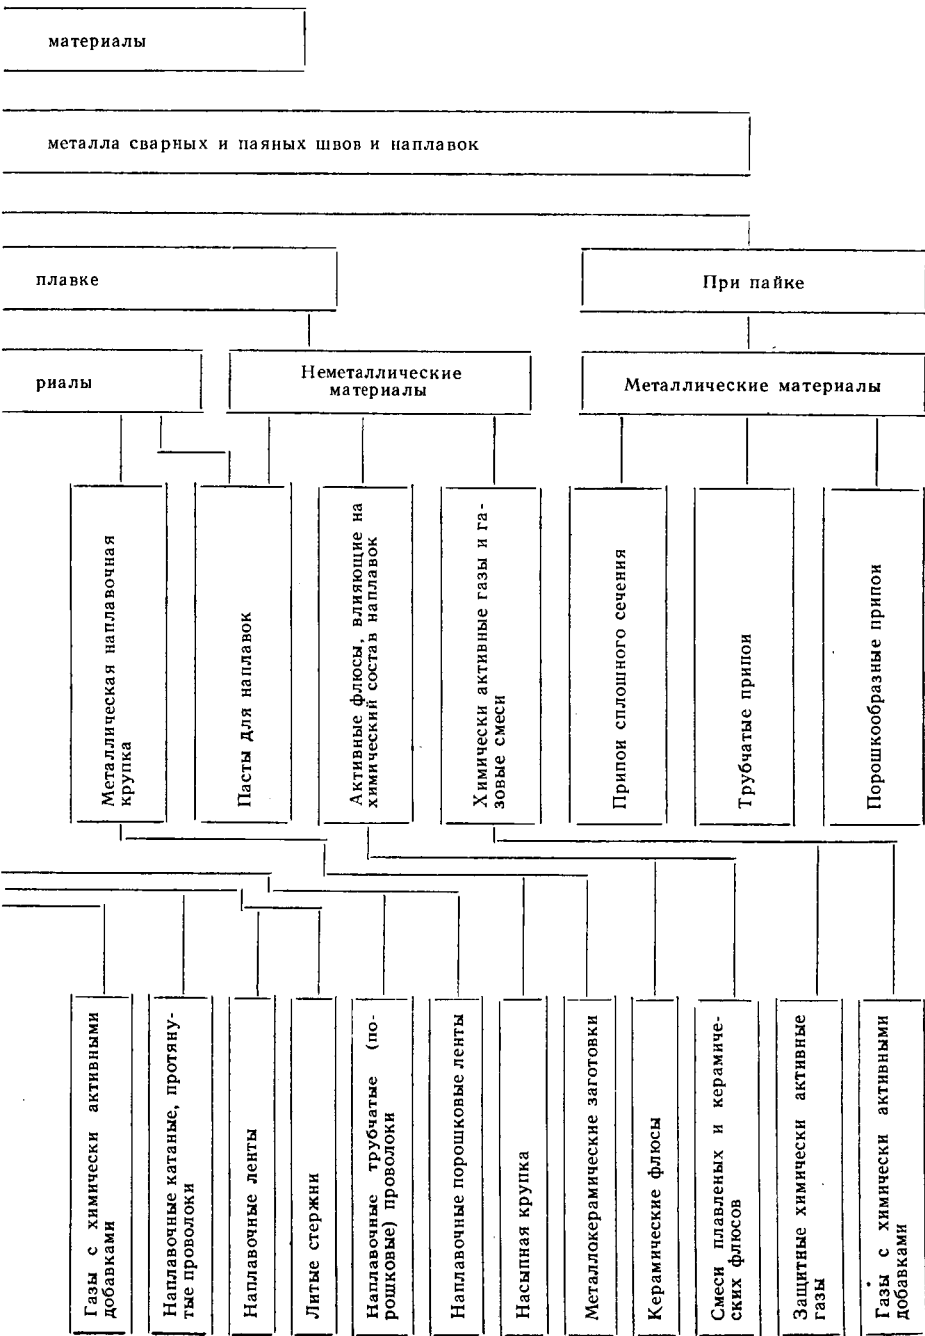 материалы
металла сварных и паяных швов и наплавок
плавке
При пайке
риалы
Неметаллические
материалы
Металлические материалы
Металлическая наплавочная
крупка
Пасты для наплавок
Активные флюсы, влияющие на
химический состав наплавок
Химически активные газы и га-
зовые смеси
Припои сплошного сечения
Трубчатые припои
Порошкообразные припои
Газы с химически активными
добавками
Наплавочные катаные, протяну-
тые проволоки
Наплавочные ленты
Литые стержни
Наплавочные трубчатые (по-
рошковые) проволоки
Наплавочные порошковые ленты
Насыпная крупка
Металлокерамические заготовки
Керамические флюсы
Смеси плавленых и керамиче-
ских флюсов
Защитные химически активные
газы
Газы с химически активными
добавками